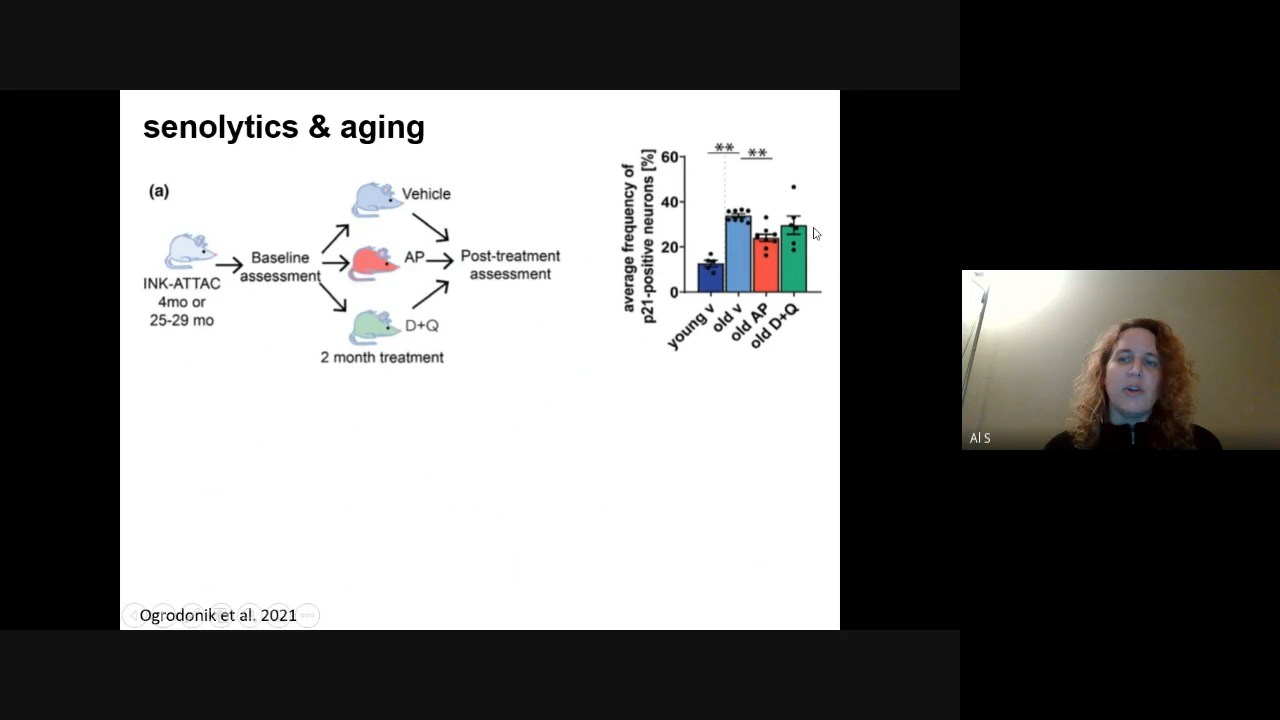 senolytics & aging
(a)
Vehicle
INK-ATTAC
4mo or
25-29 mo
Baseline
assessment
AP
D+Q
2 month treatment
Post-treatment
assessment
average frequency of
p21-positive neurons [%]
60
40
20
0
**
**
young v
old v
old AP
old D+Q
Ogrodonik et al. 2021
Al S